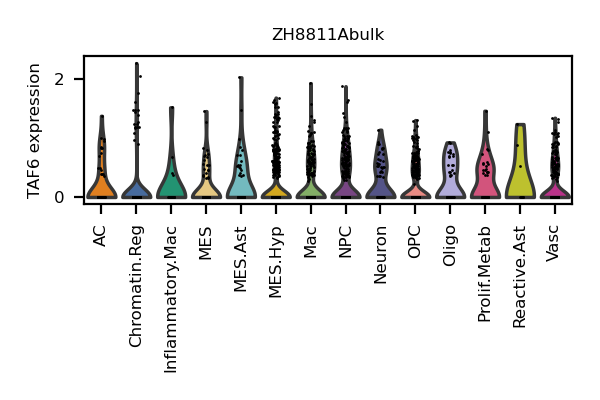 ZH8811Abulk
TAF6 expression
2
0
AC
Chromatin.Reg
Inflammatory.Mac
MES
MES.Ast
MES.Hyp
Mac
NPC
Neuron
OPC
Oligo
Prolif.Metab
Reactive.Ast
Vasc